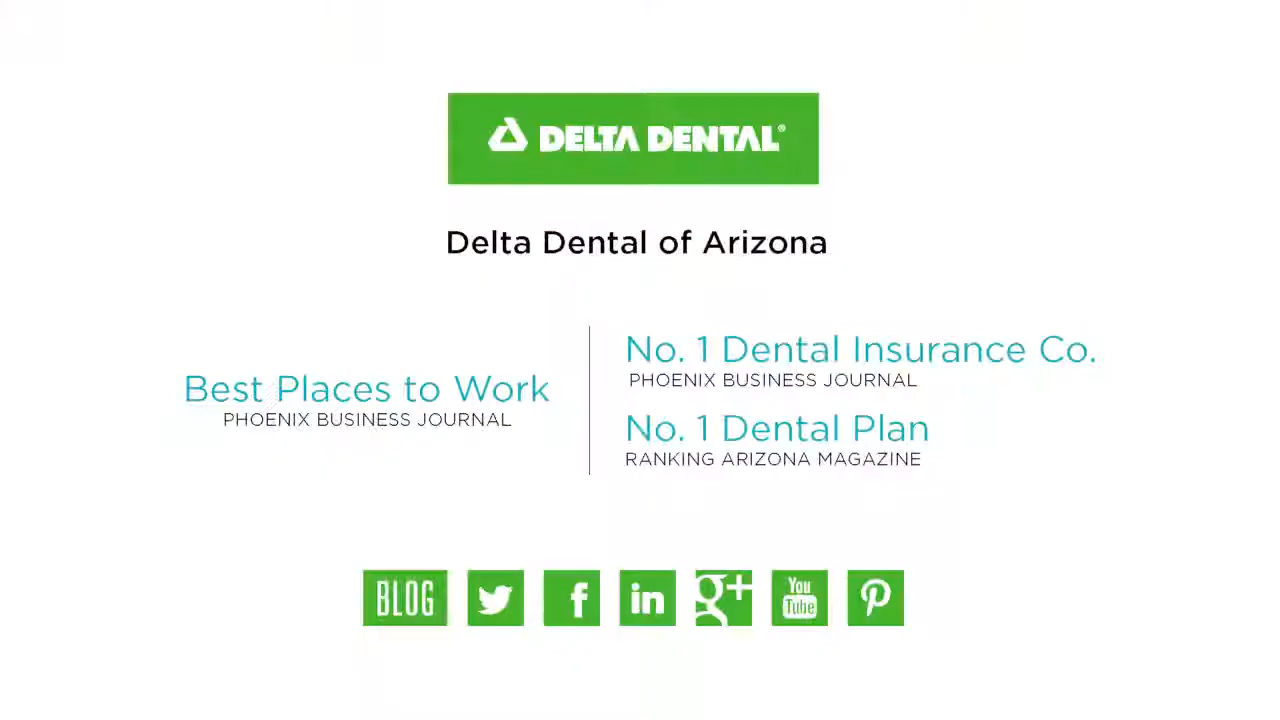 DELTA DENTAL®
Delta Dental of Arizona
Best Places to Work
PHOENIX BUSINESS JOURNAL
No. 1 Dental Insurance Co.
PHOENIX BUSINESS JOURNAL
No. 1 Dental Plan
RANKING ARIZONA MAGAZINE
BLOG f in g+ You Tube